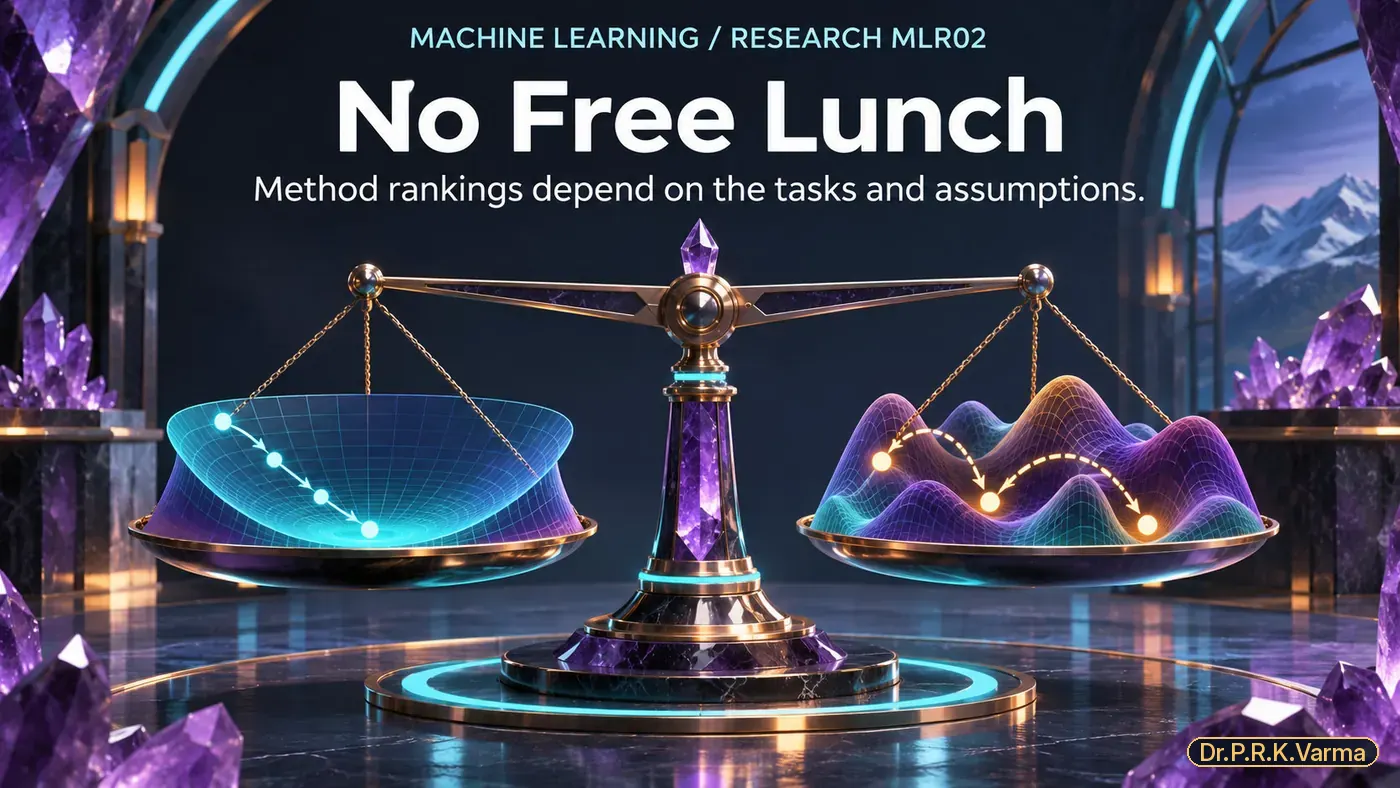 MACHINE LEARNING / RESEARCH MLR02
No Free Lunch
Method rankings depend on the tasks and assumptions.
Dr.P.R.K.Varma